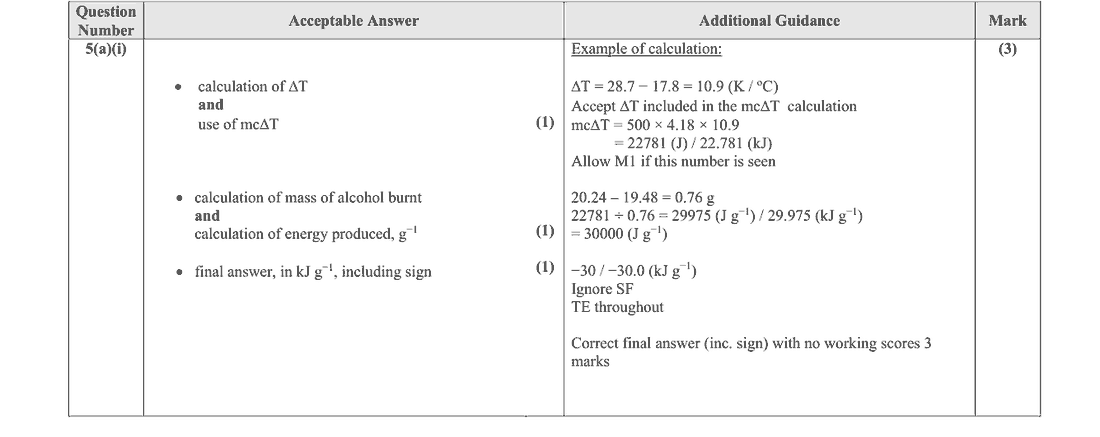 Question Number
Acceptable Answer
Additional Guidance
Mark
5(a)(i)
• calculation of ΔT
and
use of mcΔT
(1)
• calculation of mass of alcohol burnt
and
calculation of energy produced, g⁻¹
(1)
• final answer, in kJ g⁻¹, including sign
(1)
Example of calculation:
ΔT = 28.7 − 17.8 = 10.9 (K / ºC)
Accept ΔT included in the mcΔT calculation
mcΔT = 500 × 4.18 × 10.9
= 22781 (J) / 22.781 (kJ)
Allow M1 if this number is seen
20.24 – 19.48 = 0.76 g
22781 ÷ 0.76 = 29975 (J g⁻¹) / 29.975 (kJ g⁻¹)
= 30000 (J g⁻¹)
−30 / −30.0 (kJ g⁻¹)
Ignore SF
TE throughout
Correct final answer (inc. sign) with no working scores 3
marks
(3)